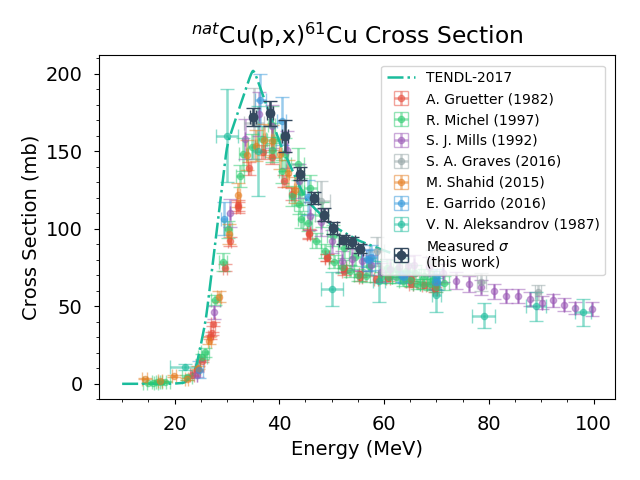 natCu(p,x)61Cu Cross Section
TENDL-2017
A. Gruetter (1982)
R. Michel (1997)
S. J. Mills (1992)
S. A. Graves (2016)
M. Shahid (2015)
E. Garrido (2016)
V. N. Aleksandrov (1987)
Measured σ
(this work)
Cross Section (mb)
200
150
100
50
0
20 40 60 80 100
Energy (MeV)